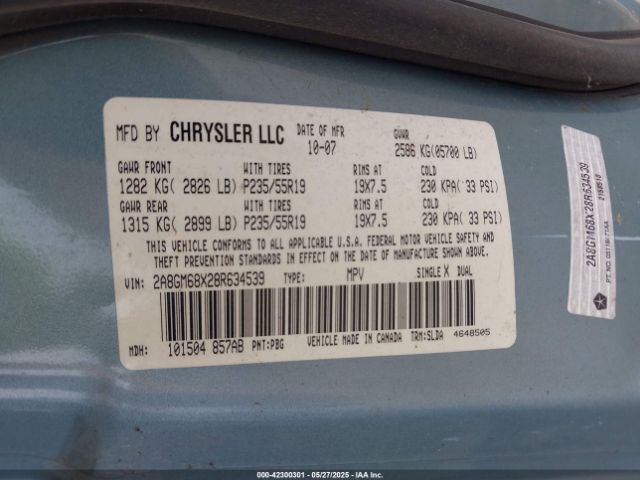 MFD BY CHRYSLER LLC DATE OF MFR GVWR
10-07 2586 KG(05700 LB)
GAWR FRONT WITH TIRES RIMS AT COLD
1282 KG( 2826 LB) P235/55R19 19X7.5 230 KPA( 33 PSI)
GAWR REAR WITH TIRES RIMS AT COLD
1315 KG( 2899 LB) P235/55R19 19X7.5 230 KPA( 33 PSI)
THIS VEHICLE CONFORMS TO ALL APPLICABLE U.S.A. FEDERAL MOTOR VEHICLE SAFETY AND
THEFT PREVENTION STANDARDS IN EFFECT ON THE DATE OF MANUFACTURE SHOWN ABOVE.
VIN: 2A8GM68X28R634539 TYPE: MPV SINGLE X DUAL
MDH: 101504 857AB PNT:PBG VEHICLE MADE IN CANADA TRM:SLDA 4648505
2A8GM68X28R634539
000-42300301 - 05/27/2025 - IAAI.COM